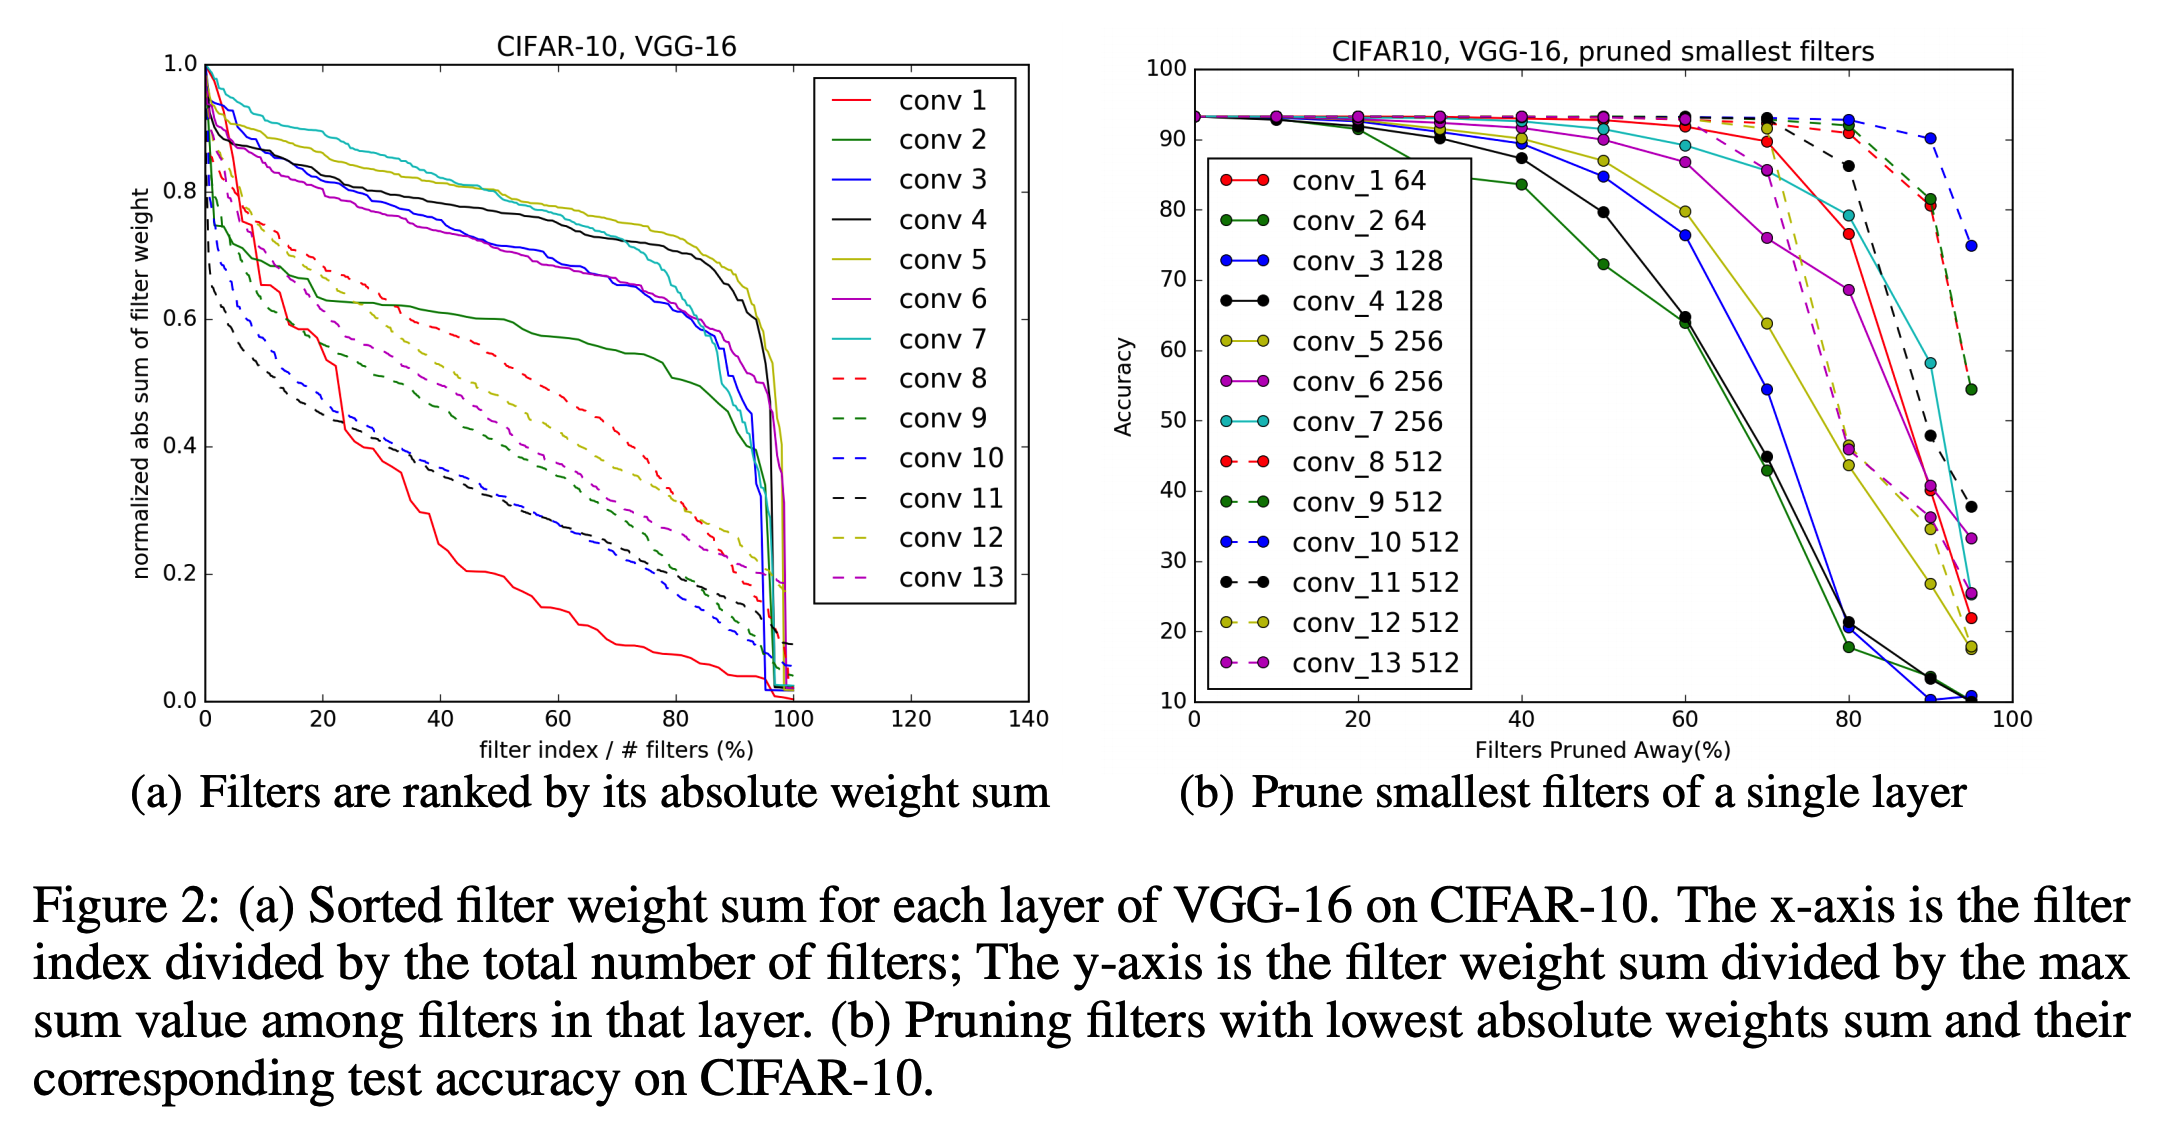 CIFAR-10, VGG-16
normalized abs sum of filter weight
1.0
0.8
0.6
0.4
0.2
0.0
0 20 40 60 80 100 120 140
filter index / # filters (%)
conv 1
conv 2
conv 3
conv 4
conv 5
conv 6
conv 7
conv 8
conv 9
conv 10
conv 11
conv 12
conv 13
(a) Filters are ranked by its absolute weight sum
CIFAR10, VGG-16, pruned smallest filters
Accuracy
100
90
80
70
60
50
40
30
20
10
0 20 40 60 80 100
Filters Pruned Away(%)
conv_1 64
conv_2 64
conv_3 128
conv_4 128
conv_5 256
conv_6 256
conv_7 256
conv_8 512
conv_9 512
conv_10 512
conv_11 512
conv_12 512
conv_13 512
(b) Prune smallest filters of a single layer
Figure 2: (a) Sorted filter weight sum for each layer of VGG-16 on CIFAR-10. The x-axis is the filter
index divided by the total number of filters; The y-axis is the filter weight sum divided by the max
sum value among filters in that layer. (b) Pruning filters with lowest absolute weights sum and their
corresponding test accuracy on CIFAR-10.